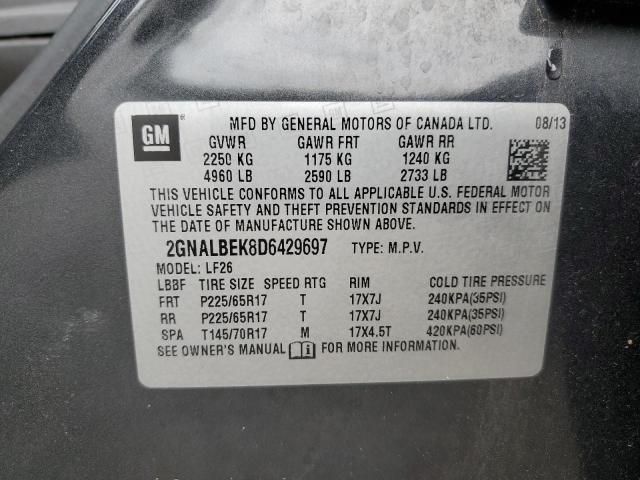 GM ® MFD BY GENERAL MOTORS OF CANADA LTD. 08/13
GVWR GAWR FRT GAWR RR
2250 KG 1175 KG 1240 KG
4960 LB 2590 LB 2733 LB
THIS VEHICLE CONFORMS TO ALL APPLICABLE U.S. FEDERAL MOTOR
VEHICLE SAFETY AND THEFT PREVENTION STANDARDS IN EFFECT ON
THE DATE OF MANUFACTURE SHOWN ABOVE.
2GNALBEK8D6429697 TYPE: M.P.V.
MODEL: LF26
LBBF TIRE SIZE SPEED RTG RIM COLD TIRE PRESSURE
FRT P225/65R17 T 17X7J 240KPA(35PSI)
RR P225/65R17 T 17X7J 240KPA(35PSI)
SPA T145/70R17 M 17X4.5T 420KPA(60PSI)
SEE OWNER'S MANUAL i FOR MORE INFORMATION.